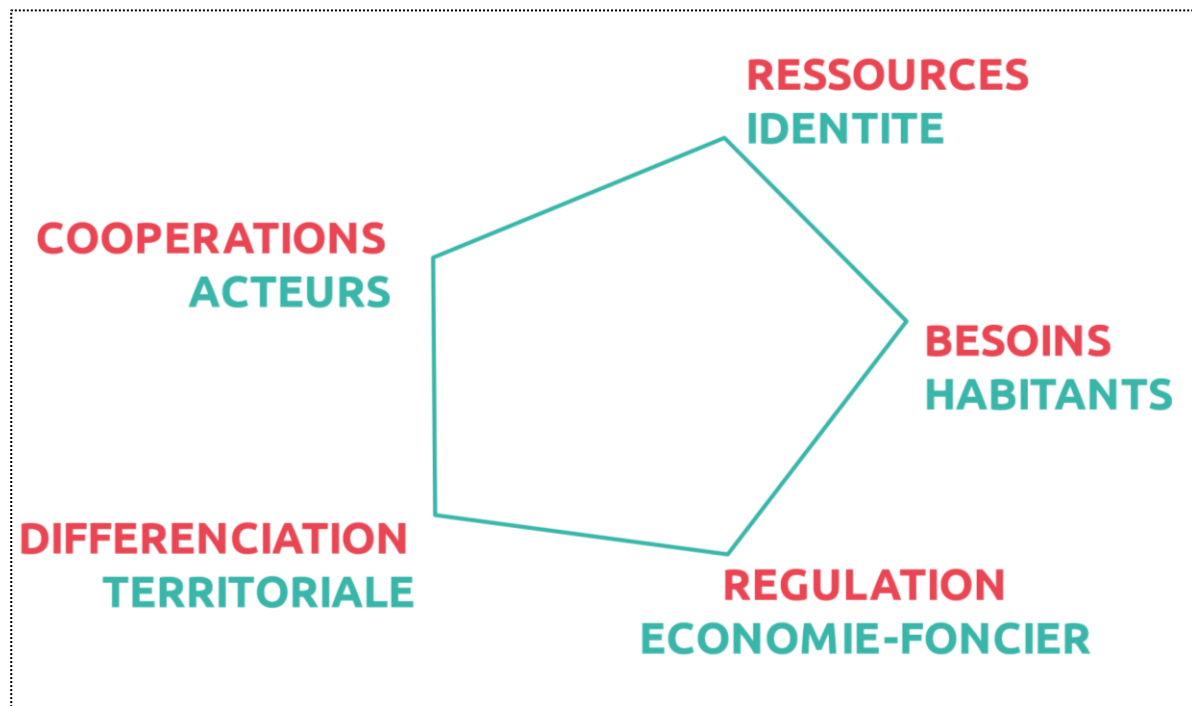 RESSOURCES
IDENTITE
COOPERATIONS
ACTEURS
BESOINS
HABITANTS
DIFFERENCIATION
TERRITORIALE
REGULATION
ECONOMIE-FONCIER